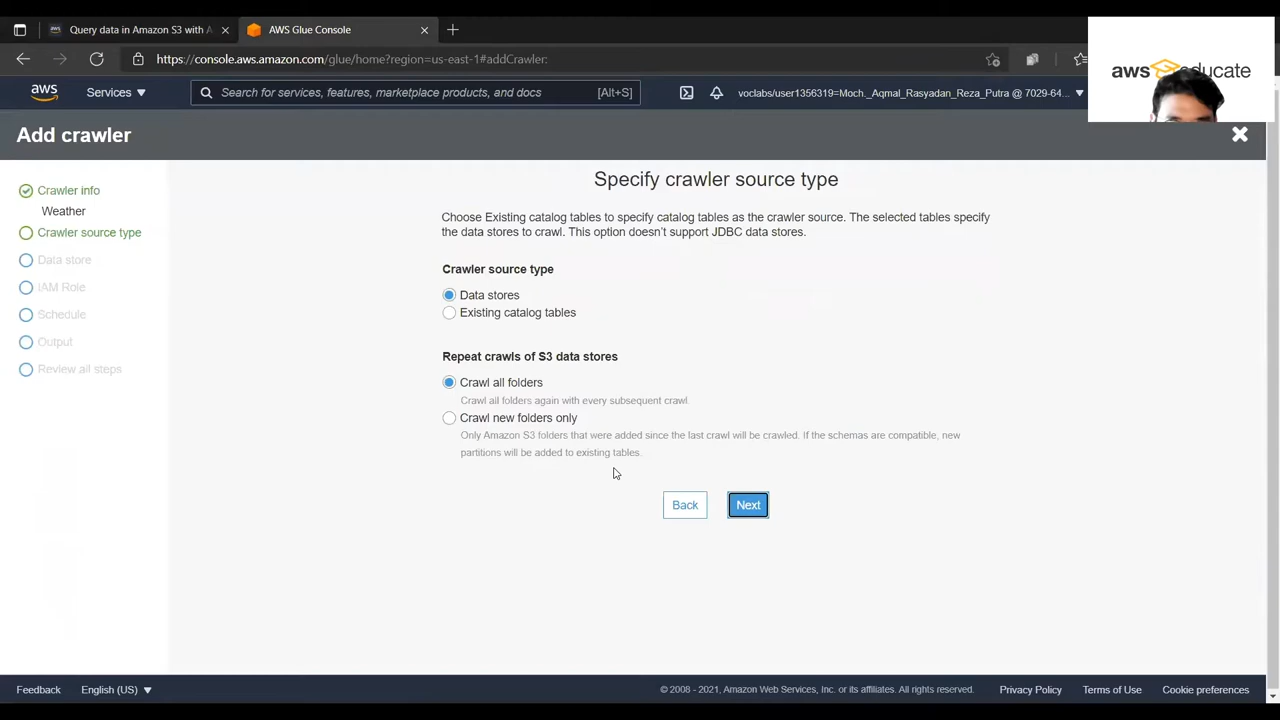 Query data in Amazon S3 with A
AWS Glue Console
https://console.aws.amazon.com/glue/home?region=us-east-1#addCrawler:
aws educate
aws
Services
Search for services, features, marketplace products, and docs
[Alt+S]
voclabs/user1356319=Moch._Aqmal_Rasyadan_Reza_Putra @ 7029-64...
Add crawler
Crawler info
Weather
Crawler source type
Data store
IAM Role
Schedule
Output
Review all steps
Specify crawler source type
Choose Existing catalog tables to specify catalog tables as the crawler source. The selected tables specify
the data stores to crawl. This option doesn't support JDBC data stores.
Crawler source type
Data stores
Existing catalog tables
Repeat crawls of S3 data stores
Crawl all folders
Crawl all folders again with every subsequent crawl.
Crawl new folders only
Only Amazon S3 folders that were added since the last crawl will be crawled. If the schemas are compatible, new
partitions will be added to existing tables.
Back
Next
Feedback
English (US)
© 2008 - 2021, Amazon Web Services, Inc. or its affiliates. All rights reserved.
Privacy Policy
Terms of Use
Cookie preferences